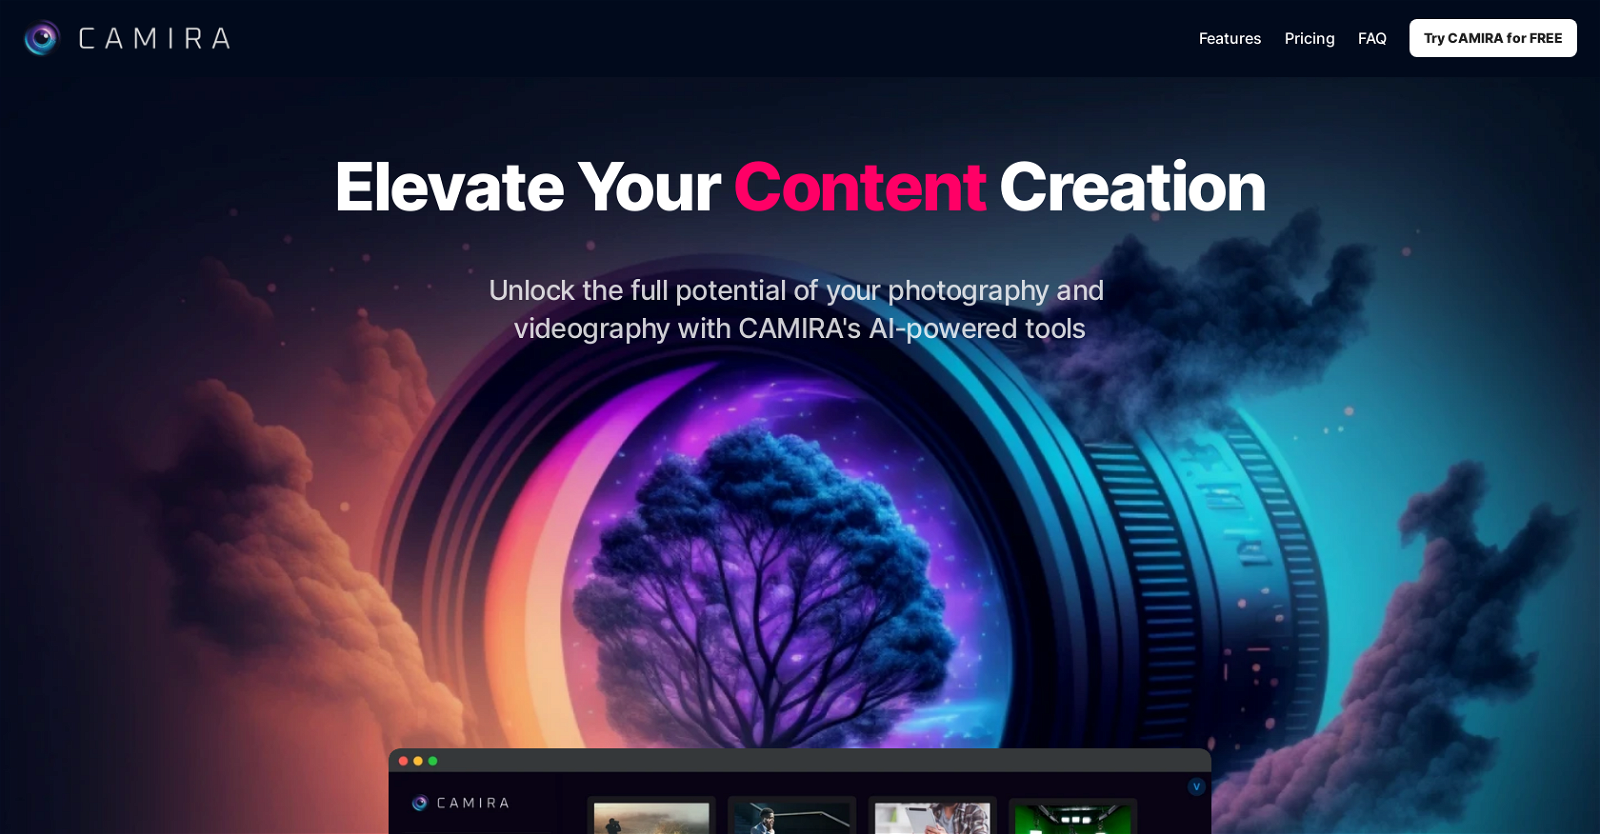 CAMIRA
Features
Pricing
FAQ
Try CAMIRA for FREE
Elevate Your Content Creation
Unlock the full potential of your photography and
videography with CAMIRA's AI-powered tools
V
CAMIRA